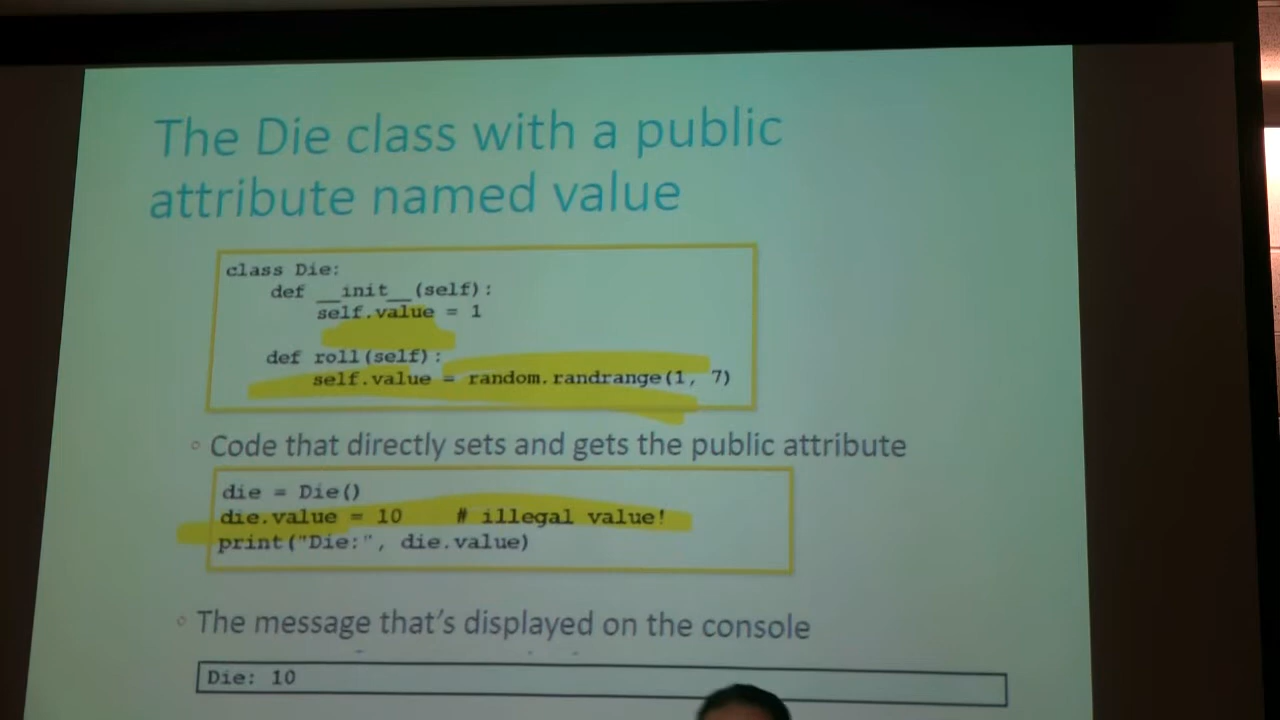 The Die class with a public
attribute named value
class Die:
    def __init__(self):
        self.value = 1
    def roll(self):
        self.value = random.randrange(1, 7)
◦ Code that directly sets and gets the public attribute
die = Die()
die.value = 10    # illegal value!
print("Die:", die.value)
◦ The message that's displayed on the console
Die: 10